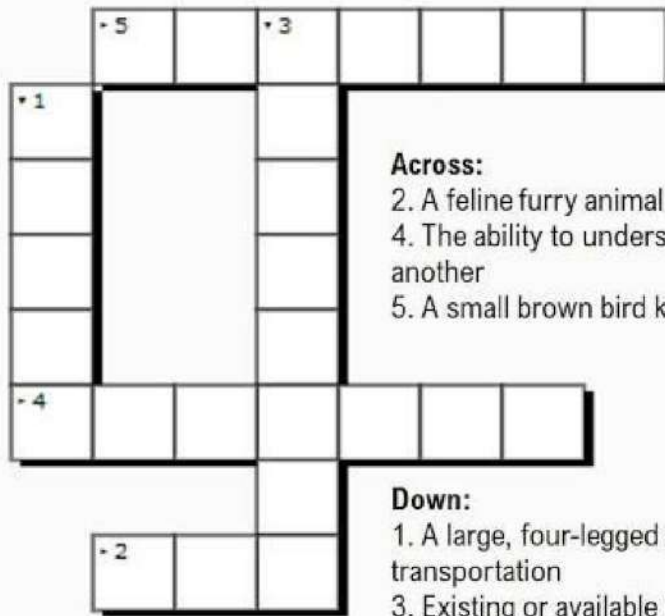 5
3
1
Across:
2. A feline furry animal
4. The ability to
another
5. A small brown bird
4
Down:
1. A large, four-legged
2
transportation
3. Existing or available